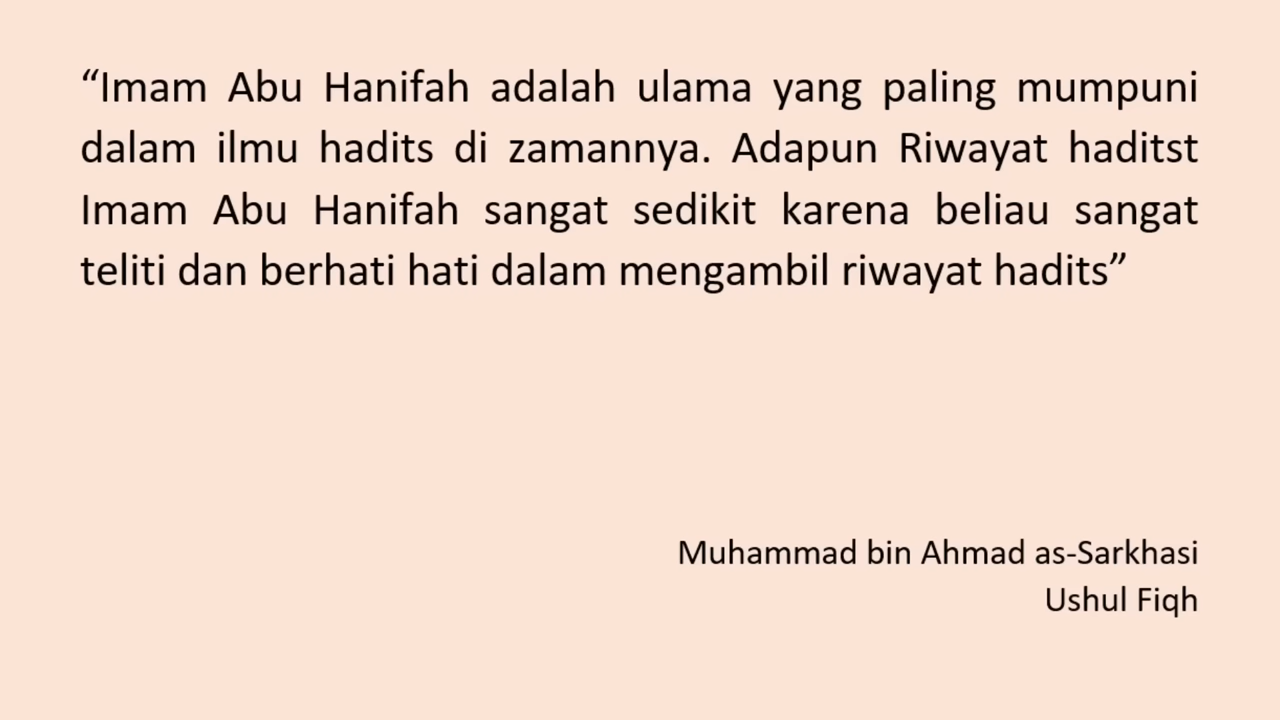 “Imam Abu Hanifah adalah ulama yang paling mumpuni
dalam ilmu hadits di zamannya. Adapun Riwayat haditst
Imam Abu Hanifah sangat sedikit karena beliau sangat
teliti dan berhati hati dalam mengambil riwayat hadits”
Muhammad bin Ahmad as-Sarkhasi
Ushul Fiqh